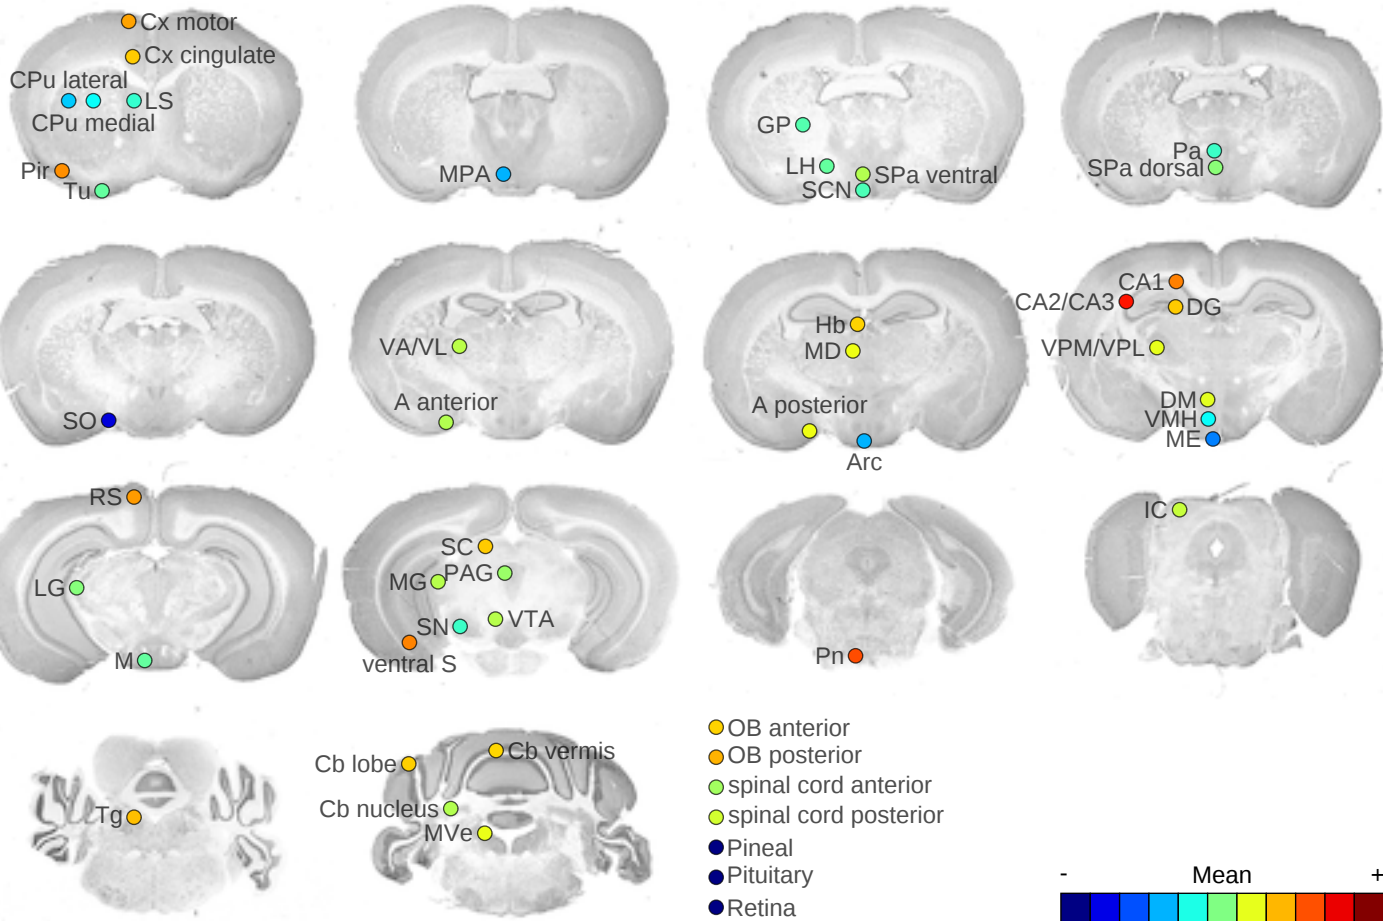 Cx motor
Cx cingulate
CPu lateral
LS
CPu medial
Pir
Tu
MPA
GP
LH
SPa ventral
SCN
Pa
SPa dorsal
SO
VA/VL
A anterior
Hb
MD
A posterior
Arc
CA1
CA2/CA3
DG
VPM/VPL
DM
VMH
ME
RS
LG
M
SC
PAG
MG
SN
VTA
ventral S
Pn
IC
Tg
Cb lobe
Cb vermis
Cb nucleus
MVe
OB anterior
OB posterior
spinal cord anterior
spinal cord posterior
Pineal
Pituitary
Retina
- Mean +